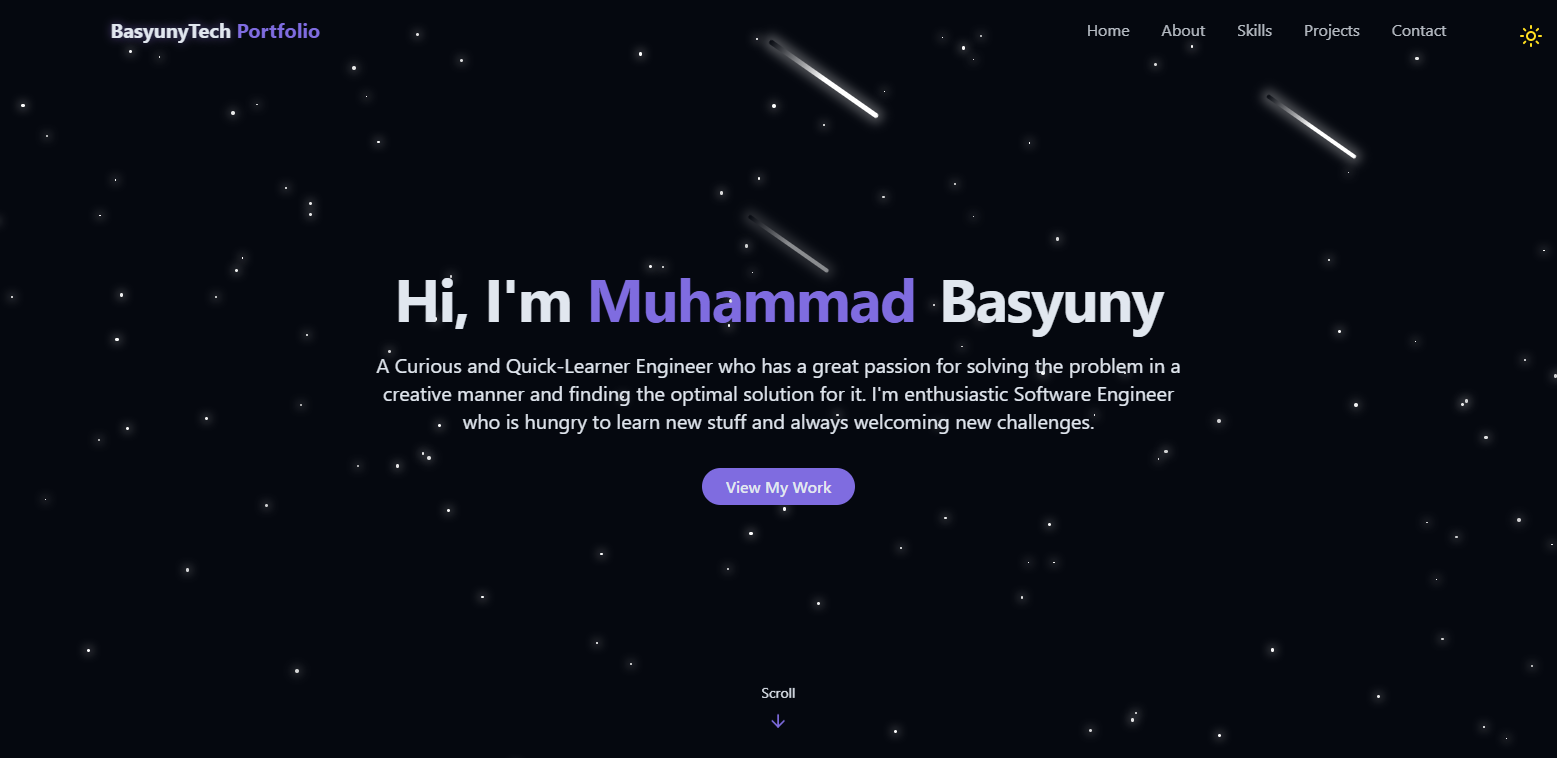 BasyunyTech Portfolio
Home About Skills Projects Contact
Hi, I'm Muhammad Basyuny
A Curious and Quick-Learner Engineer who has a great passion for solving the problem in a
creative manner and finding the optimal solution for it. I'm enthusiastic Software Engineer
who is hungry to learn new stuff and always welcoming new challenges.
View My Work
Scroll